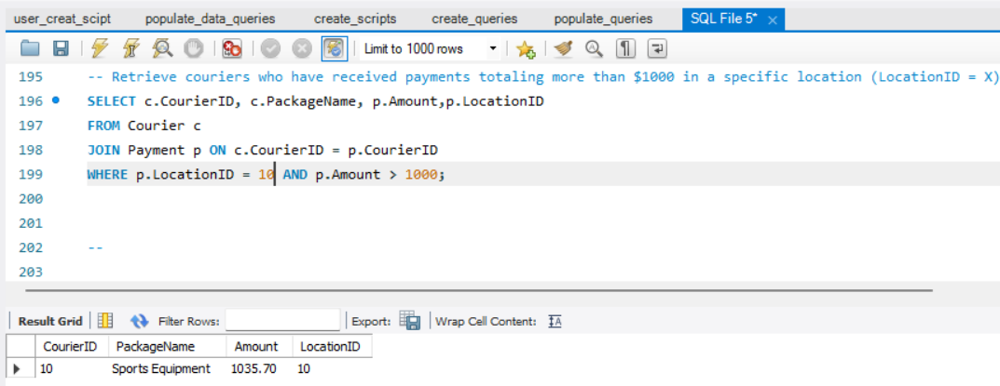 user_creat_scipt populate_data_queries create_scripts create_queries populate_queries SQL File 5* ×
Limit to 1000 rows
195 -- Retrieve couriers who have received payments totaling more than $1000 in a specific location (LocationID = X)
196 SELECT c.CourierID, c.PackageName, p.Amount,p.LocationID
197 FROM Courier c
198 JOIN Payment p ON c.CourierID = p.CourierID
199 WHERE p.LocationID = 10 AND p.Amount > 1000;
200
201
202 --
203
Result Grid Filter Rows: Export: Wrap Cell Content: IA
CourierID PackageName Amount LocationID
10 Sports Equipment 1035.70 10